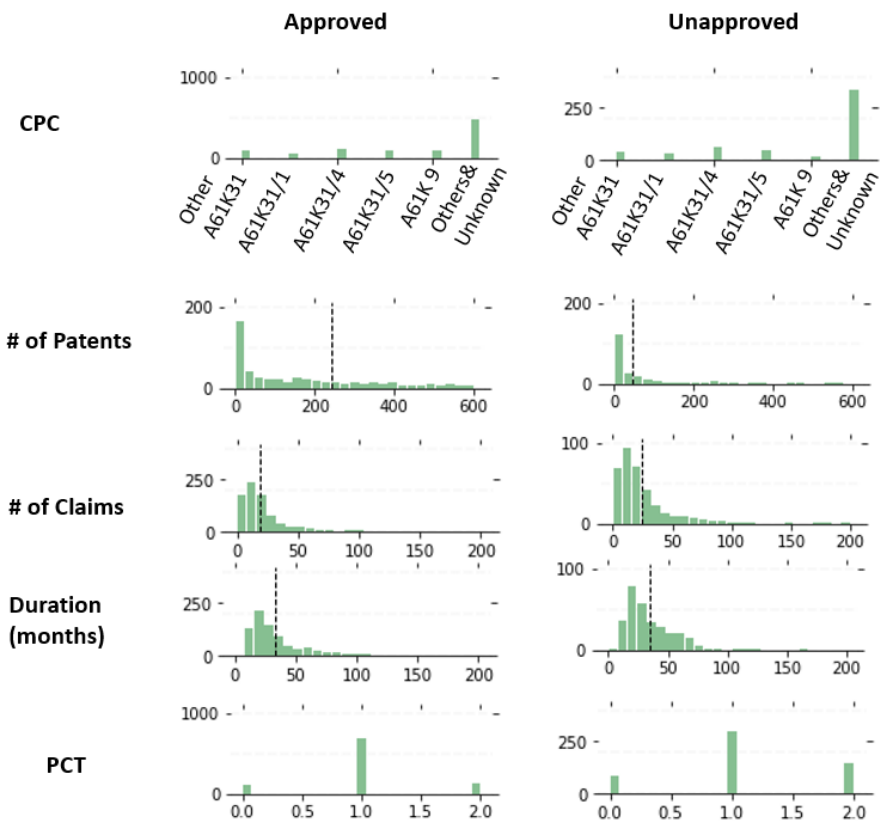 Approved Unapproved
CPC
1000
0
Other
A61K31
A61K31/1
A61K31/4
A61K31/5
A61K 9
Others&
Unknown
250
0
Other
A61K31
A61K31/1
A61K31/4
A61K31/5
A61K 9
Others&
Unknown
# of Patents
200
0
0 200 400 600
200
0
0 200 400 600
# of Claims
250
0
0 50 100 150 200
100
0
0 50 100 150 200
Duration
(months)
250
0
0 50 100 150 200
100
0
0 50 100 150 200
PCT
1000
0
0.0 0.5 1.0 1.5 2.0
250
0
0.0 0.5 1.0 1.5 2.0